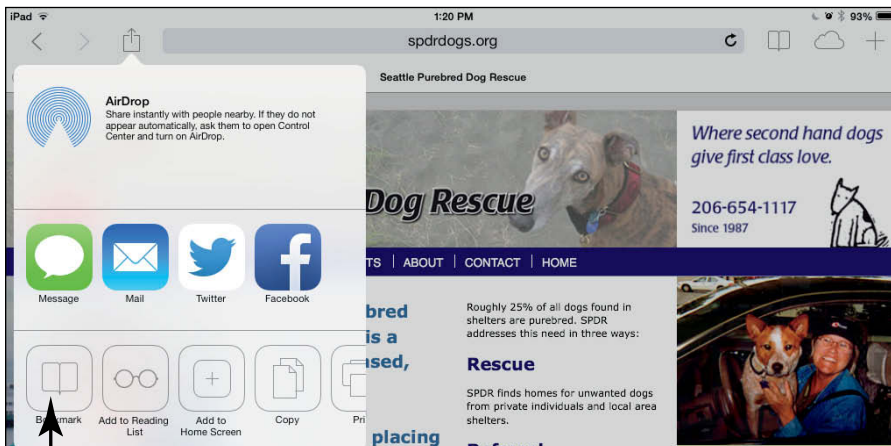 iPad
1:20 PM
93%
spdrdogs.org
Seattle Purebred Dog Rescue
AirDrop
Share instantly with people nearby. If they do not
appear automatically, ask them to open Control
Center and turn on AirDrop.
Message
Mail
Twitter
Facebook
Bookmark
Add to Reading
List
Add to
Home Screen
Copy
Pri
Dog Rescue
Where second hand dogs
give first class love.
206-654-1117
Since 1987
TS | ABOUT | CONTACT | HOME
bred
is a
ased,
placing
Roughly 25% of all dogs found in
shelters are purebred. SPDR
addresses this need in three ways:
Rescue
SPDR finds homes for unwanted dogs
from private individuals and local area
shelters.